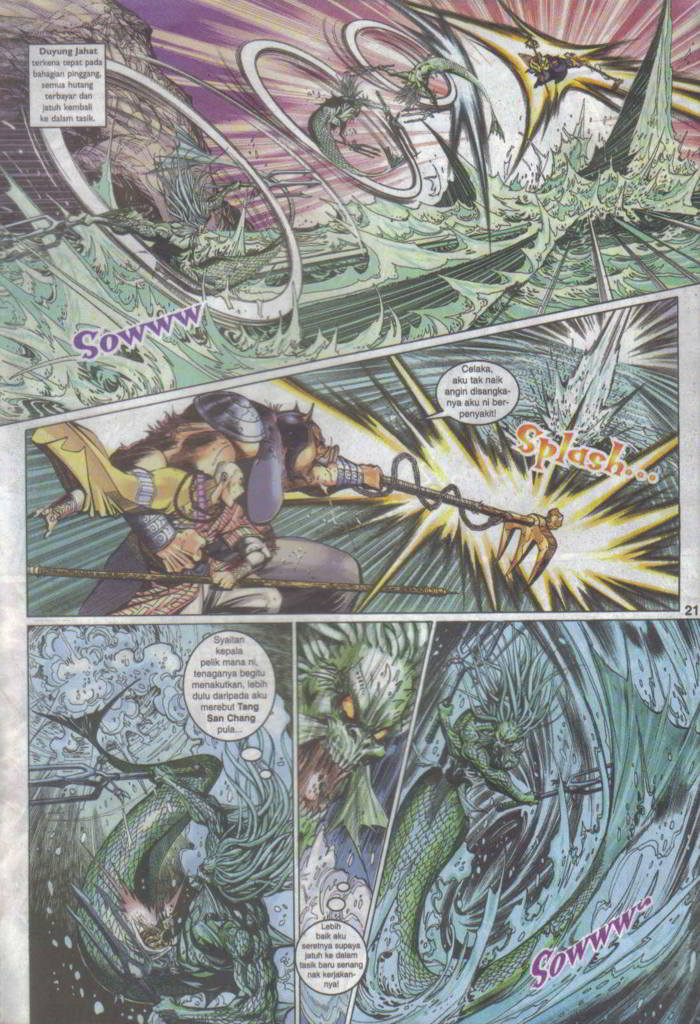 Duyung Jahat
terkena tepat pada
bahagian pinggang,
semua hutang
terbayar dan
jatuh kembali
ke dalam tasik.
Sowww
Celaka,
aku tak naik
angin disangka-
nya aku ni ber-
penyakit!
Splash...
21
Syaitan
kepala
pelik mana ni,
tenaganya begitu
menakutkan, lebih
dulu daripada aku
merebut Tang
San Chang
pula...
Lebih
baik aku
seretnya supaya
jatuh ke dalam
tasik baru senang
nak kerjakan-
nya!
Sowww